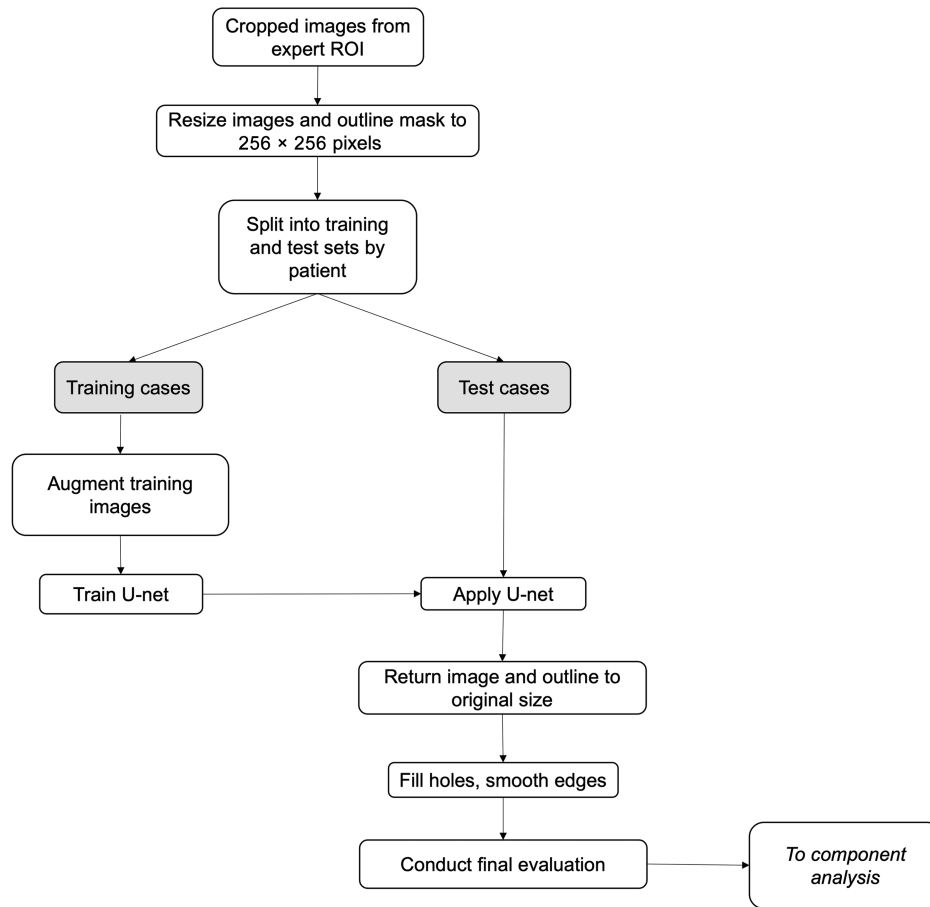 Cropped images from
expert ROI
Resize images and outline mask to
256 × 256 pixels
Split into training
and test sets by
patient
Training cases
Test cases
Augment training
images
Train U-net
Apply U-net
Return image and outline to
original size
Fill holes, smooth edges
Conduct final evaluation
To component
analysis